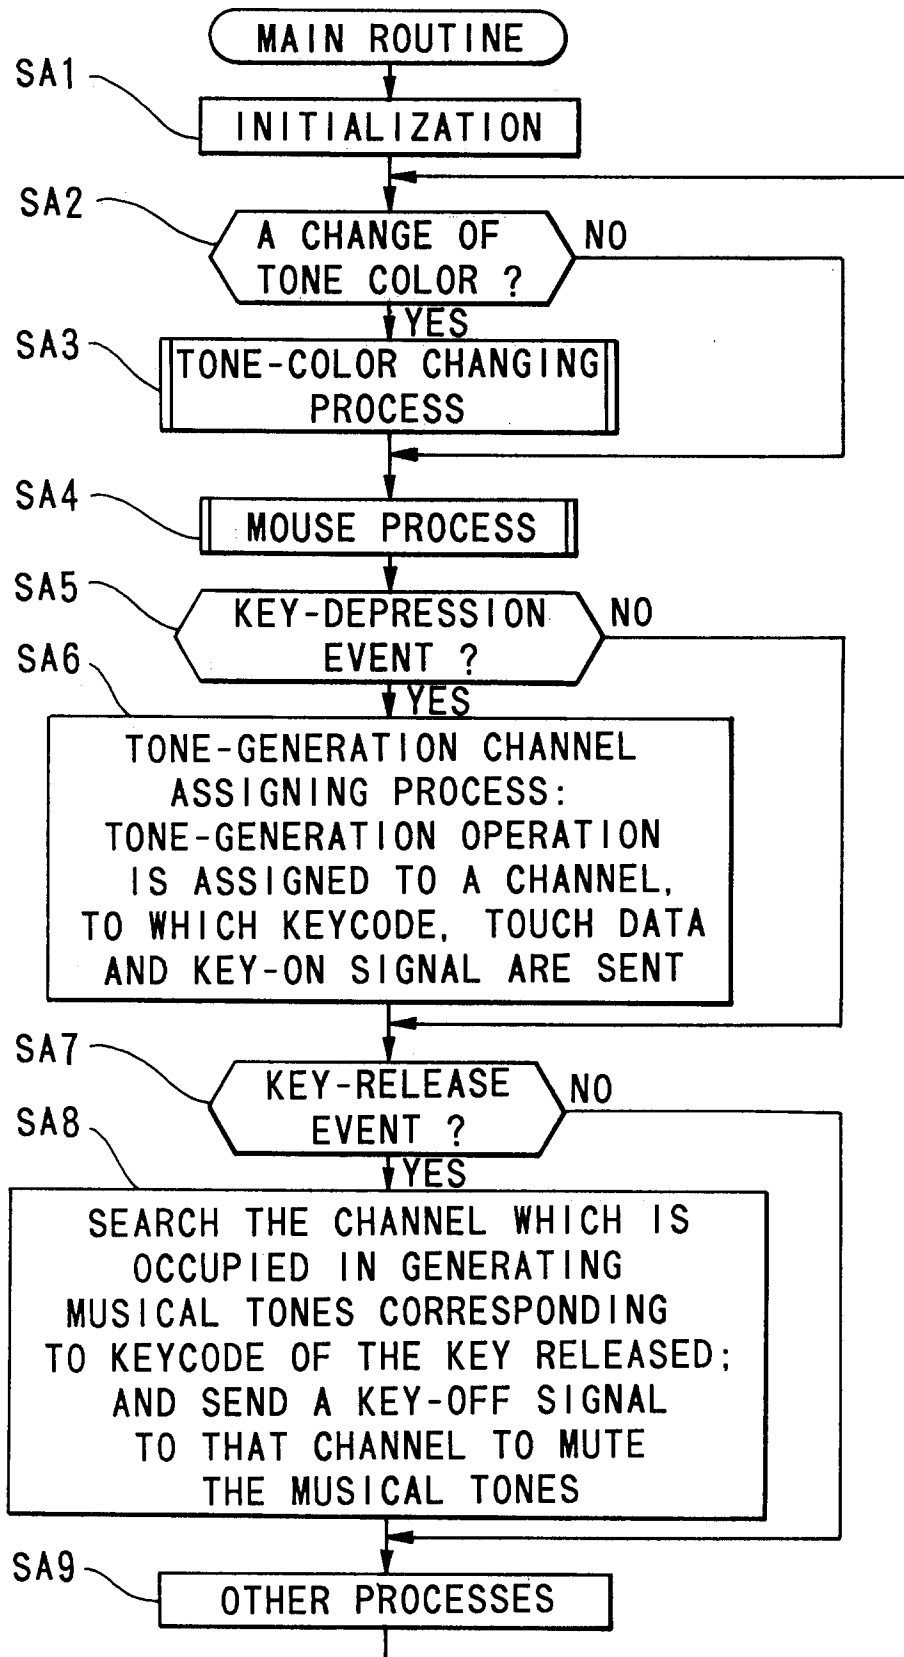 MAIN ROUTINE
SA1
INITIALIZATION
SA2
A CHANGE OF
TONE COLOR ?
NO
YES
SA3
TONE-COLOR CHANGING
PROCESS
SA4
MOUSE PROCESS
SA5
KEY-DEPRESSION
EVENT ?
NO
YES
SA6
TONE-GENERATION CHANNEL
ASSIGNING PROCESS:
TONE-GENERATION OPERATION
IS ASSIGNED TO A CHANNEL,
TO WHICH KEYCODE, TOUCH DATA
AND KEY-ON SIGNAL ARE SENT
SA7
KEY-RELEASE
EVENT ?
NO
YES
SA8
SEARCH THE CHANNEL WHICH IS
OCCUPIED IN GENERATING
MUSICAL TONES CORRESPONDING
TO KEYCODE OF THE KEY RELEASED;
AND SEND A KEY-OFF SIGNAL
TO THAT CHANNEL TO MUTE
THE MUSICAL TONES
SA9
OTHER PROCESSES